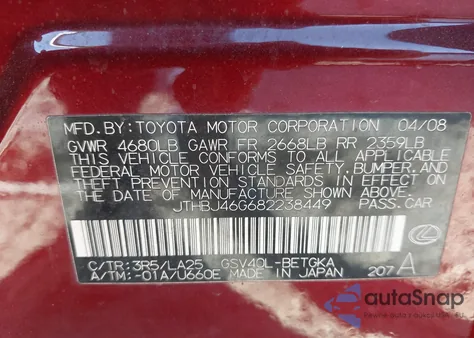 MFD. BY: TOYOTA MOTOR CORPORATION 04/08
GVWR 4680LB GAWR FR 2668LB RR 2359LB
THIS VEHICLE CONFORMS TO ALL APPLICABLE
FEDERAL MOTOR VEHICLE SAFETY, BUMPER, AND
THEFT PREVENTION STANDARDS IN EFFECT ON
THE DATE OF MANUFACTURE SHOWN ABOVE.
JTHBJ46G682238449 PASS.CAR
C/TR: 3R5/LA25 GSV40L-BETGKA
A/TM: -01A/U660E MADE IN JAPAN 207 A
autoSnap